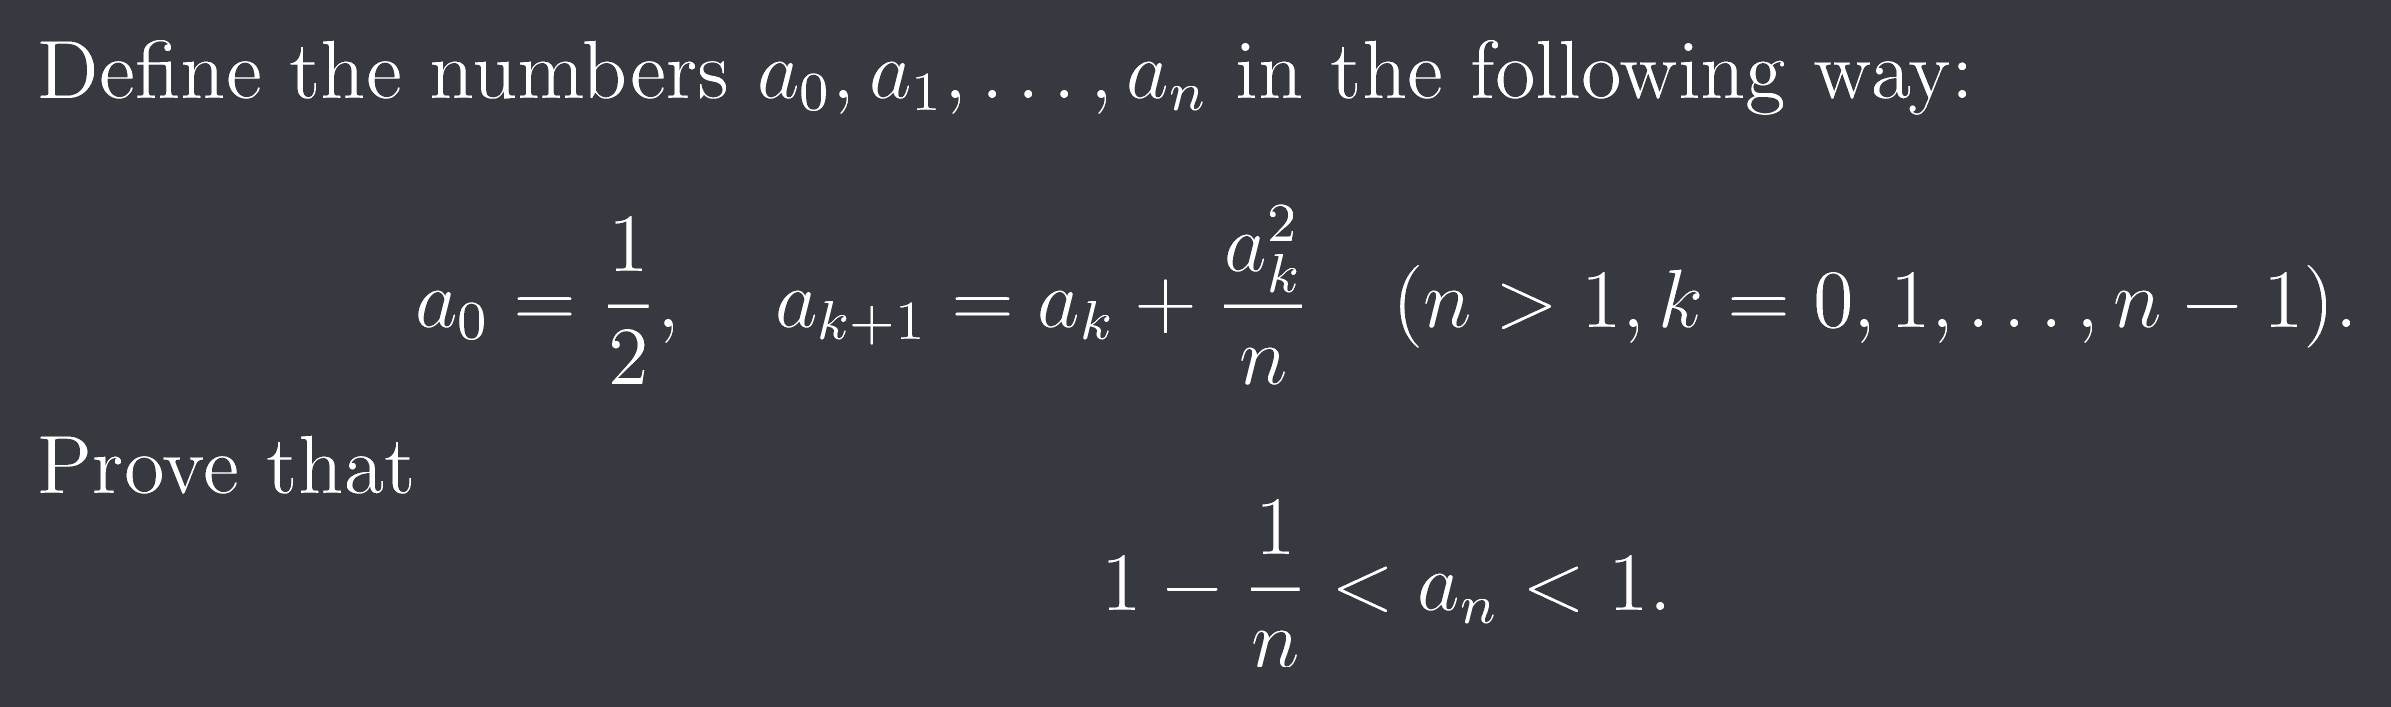 Define the numbers $a_0, a_1, \ldots, a_n$ in the following way:
$$a_0 = \frac{1}{2}, \quad a_{k+1} = a_k + \frac{a_k^2}{n} \quad (n > 1, k = 0, 1, \ldots, n - 1).$$
Prove that
$$1 - \frac{1}{n} < a_n < 1.$$